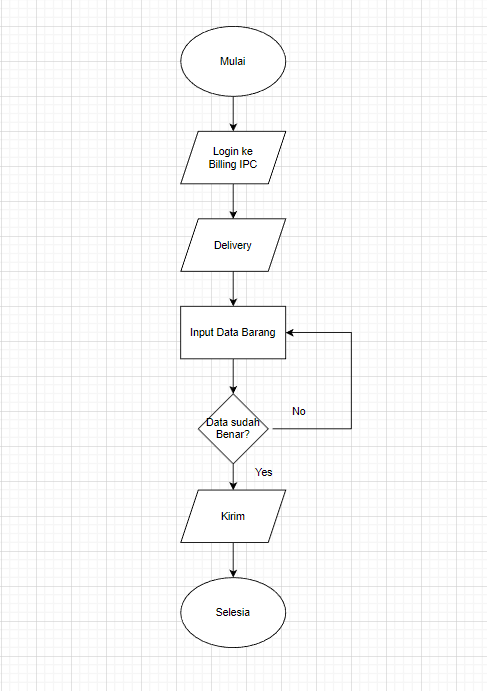 Mulai
Login ke
Billing IPC
Delivery
Input Data Barang
Data sudah
Benar?
No
Yes
Kirim
Selesia